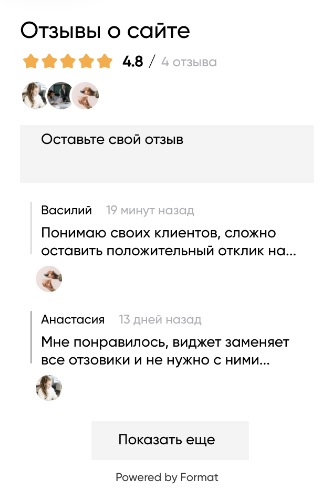 Отзывы о сайте
4.8 / 4 отзыва
Оставьте свой отзыв
Василий 19 минут назад
Понимаю своих клиентов, сложно
оставить положительный отклик на...
Анастасия 13 дней назад
Мне понравилось, виджет заменяет
все отзовики и не нужно с ними...
Показать еще
Powered by Format